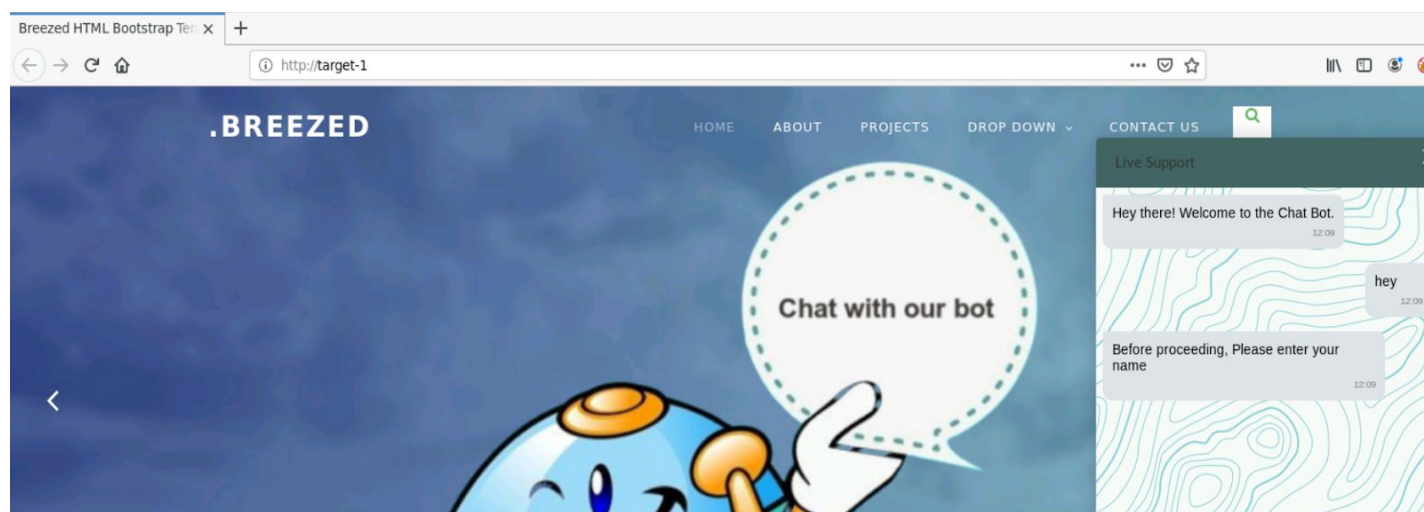 Breezed HTML Bootstrap Ten
http://target-1
.BREEZED
HOME ABOUT PROJECTS DROP DOWN CONTACT US
Live Support
Hey there! Welcome to the Chat Bot.
12:09
hey
12:09
Before proceeding, Please enter your
name
12:09
Chat with our bot